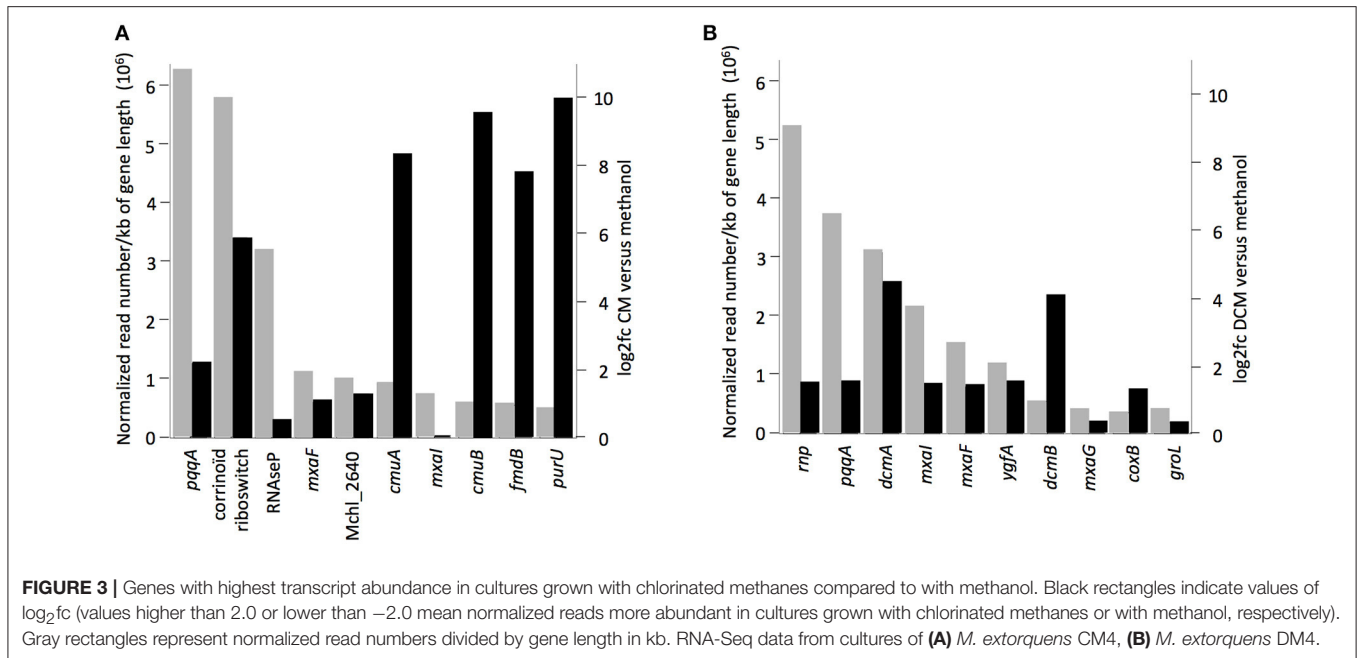 A
Normalized read number/kb of gene length (10⁶)
6
5
4
3
2
1
0
10
8
6
4
2
0
log2fc CM versus methanol
pqqA
corrinoïd
riboswitch
RNAseP
mxaF
Mchl_2640
cmuA
mxaI
cmuB
fmdB
purU
B
Normalized read number/kb of gene length (10⁶)
6
5
4
3
2
1
0
10
8
6
4
2
0
log2fc DCM versus methanol
rnp
pqqA
dcmA
mxaI
mxaF
ygfA
dcmB
mxaG
coxB
groL
FIGURE 3 | Genes with highest transcript abundance in cultures grown with chlorinated methanes compared to with methanol. Black rectangles indicate values of
log₂fc (values higher than 2.0 or lower than −2.0 mean normalized reads more abundant in cultures grown with chlorinated methanes or with methanol, respectively).
Gray rectangles represent normalized read numbers divided by gene length in kb. RNA-Seq data from cultures of (A) M. extorquens CM4, (B) M. extorquens DM4.